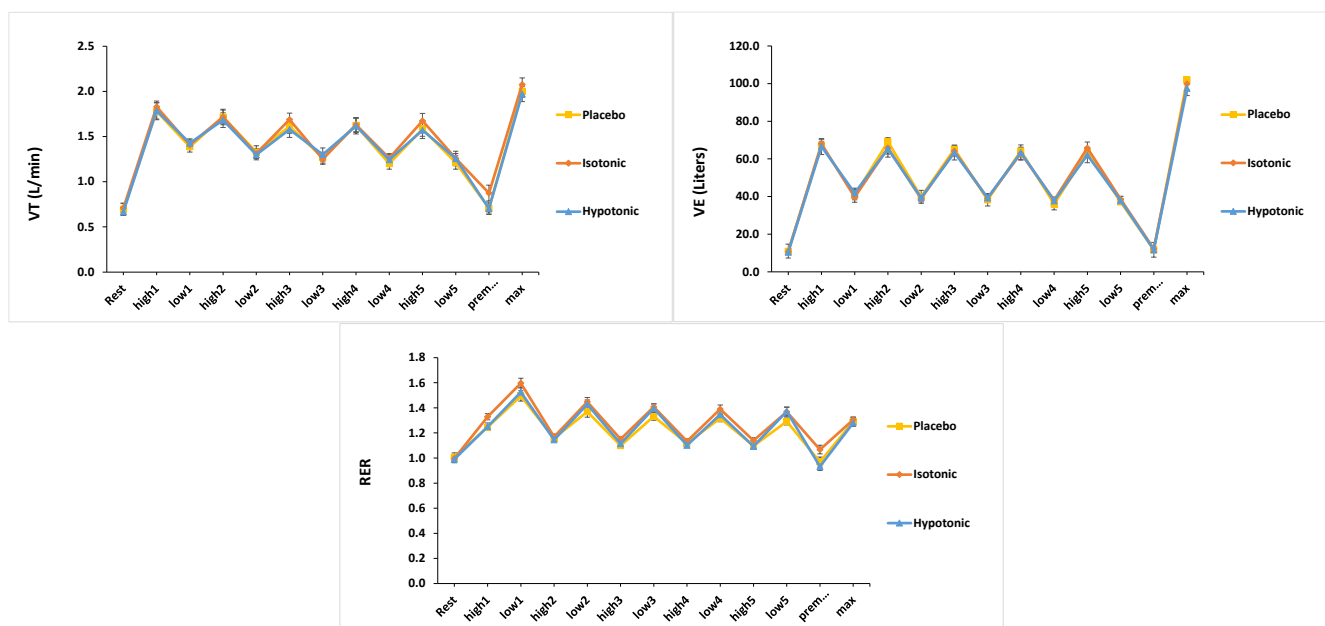 VT (L/min)
2.5
2.0
1.5
1.0
0.5
0.0
Rest
high1
low1
high2
low2
high3
low3
high4
low4
high5
low5
prem...
max
Placebo
Isotonic
Hypotonic
VE (Liters)
120.0
100.0
80.0
60.0
40.0
20.0
0.0
Rest
high1
low1
high2
low2
high3
low3
high4
low4
high5
low5
prem...
max
Placebo
Isotonic
Hypotonic
RER
1.8
1.6
1.4
1.2
1.0
0.8
0.6
0.4
0.2
0.0
Rest
high1
low1
high2
low2
high3
low3
high4
low4
high5
low5
prem...
max
Placebo
Isotonic
Hypotonic